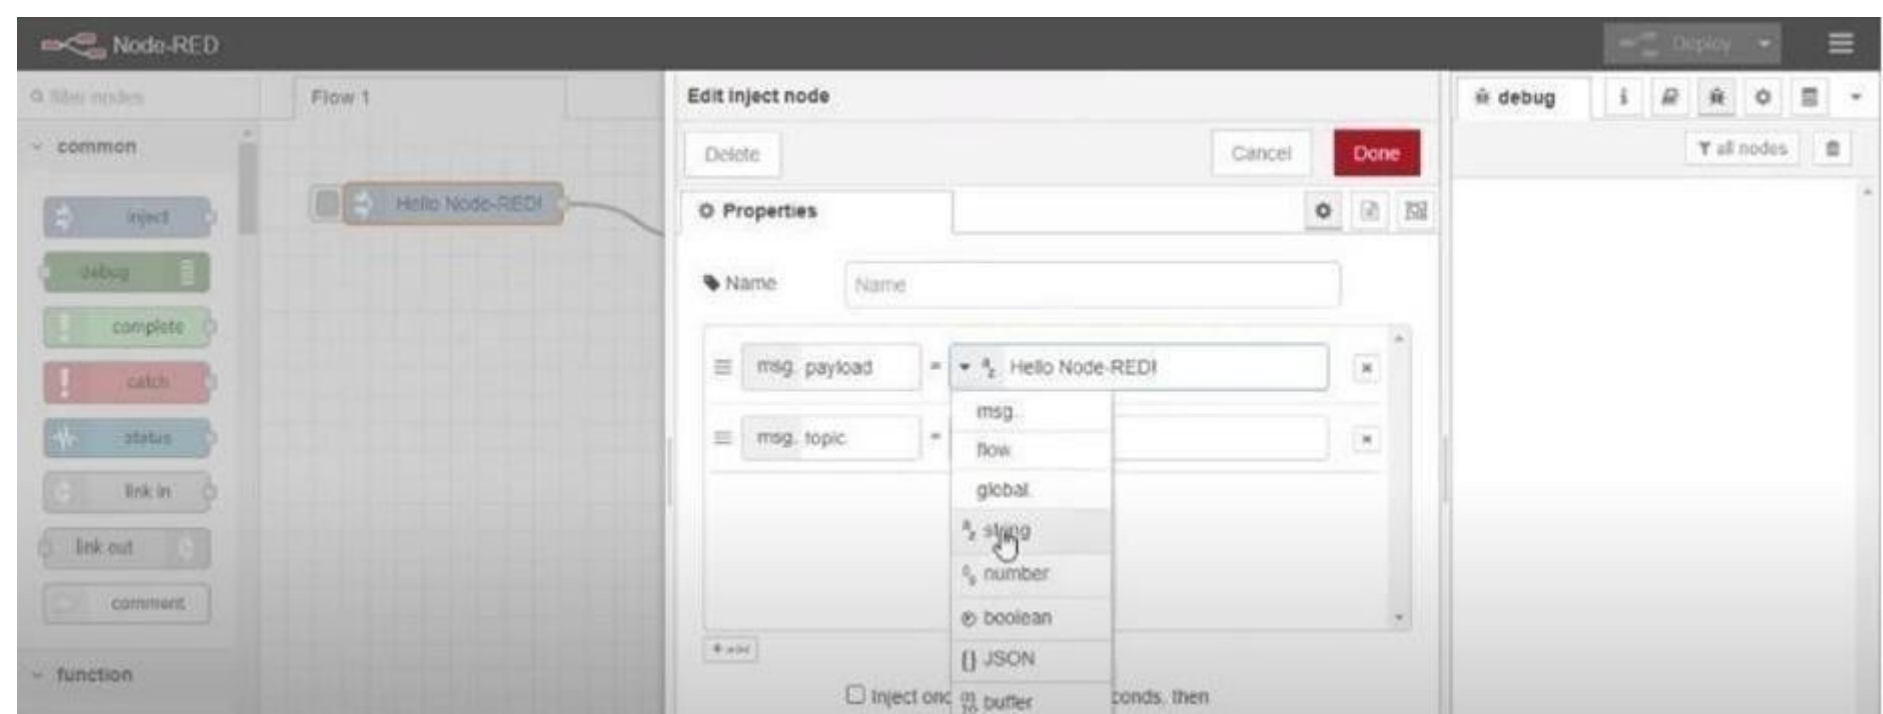 Node-RED
Deploy
filter nodes
Flow 1
Edit inject node
debug
common
Delete
Cancel
Done
all nodes
inject
Hello Node-RED!
Properties
debug
Name
Name
complete
msg. payload
=
Hello Node-RED!
catch
msg.
status
msg. topic
=
flow.
link in
global.
string
link out
number
comment
boolean
+ add
JSON
function
Inject onc
buffer
conds, then